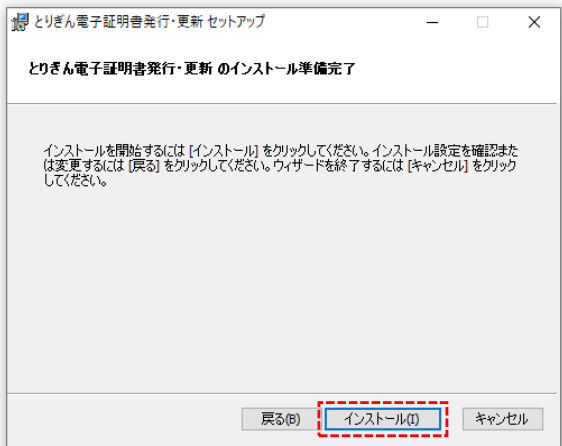 とりぎん電子証明書発行・更新 セットアップ
とりぎん電子証明書発行・更新 のインストール準備完了
インストールを開始するには [インストール] をクリックしてください。インストール設定を確認また
は変更するには [戻る] をクリックしてください。ウィザードを終了するには [キャンセル] をクリック
してください。
戻る(B) インストール(I) キャンセル